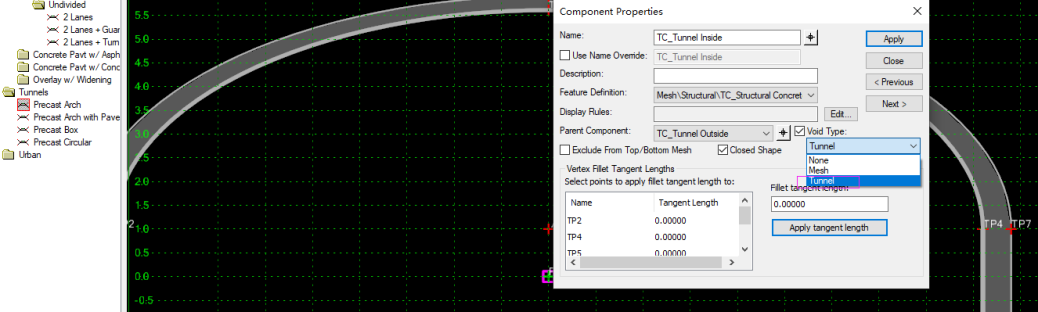 Undivided
2 Lanes
2 Lanes + Guar
2 Lanes + Turn
Concrete Pavt w/ Asph
Concrete Pavt w/ Conc
Overlay w/ Widening
Tunnels
Precast Arch
Precast Arch with Pave
Precast Box
Precast Circular
Urban
5.5
5.0
4.5
4.0
3.5
3.0
2.5
2.0
1.5
1.0
0.5
0.0
-0.5
TP4
TP7
Component Properties
Name:
TC_Tunnel Inside
Apply
Use Name Override:
TC_Tunnel Inside
Close
Description:
< Previous
Feature Definition:
Mesh\Structural\TC_Structural Concret
Next >
Display Rules:
Edit...
Parent Component:
TC_Tunnel Outside
Void Type:
Exclude From Top/Bottom Mesh
Closed Shape
Tunnel
None
Mesh
Tunnel
Vertex Fillet Tangent Lengths
Select points to apply fillet tangent length to:
Fillet tangent length:
Name
Tangent Length
0.00000
TP2
0.00000
Apply tangent length
TP4
0.00000
TP5
0.00000